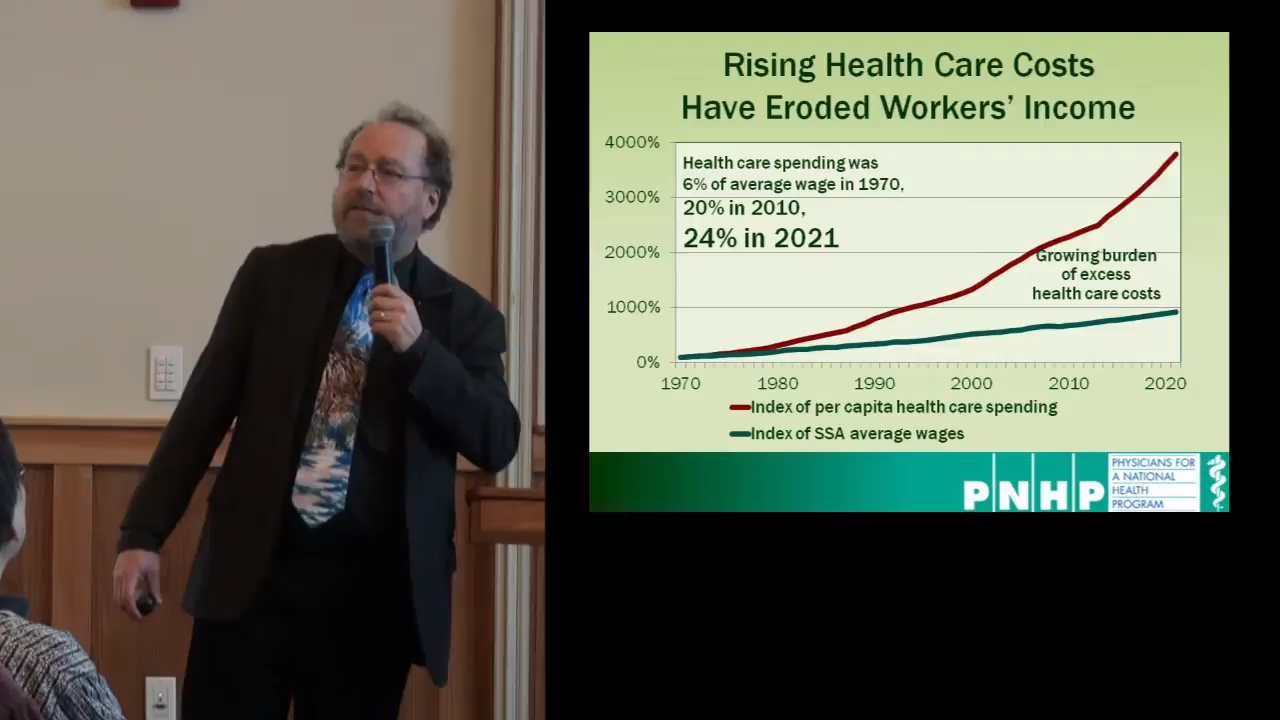 Rising Health Care Costs
Have Eroded Workers’ Income
4000%
3000%
2000%
1000%
0%
Health care spending was
6% of average wage in 1970,
20% in 2010,
24% in 2021
Growing burden
of excess
health care costs
1970 1980 1990 2000 2010 2020
Index of per capita health care spending
Index of SSA average wages
PNHP
PHYSICIANS FOR
A NATIONAL
HEALTH
PROGRAM